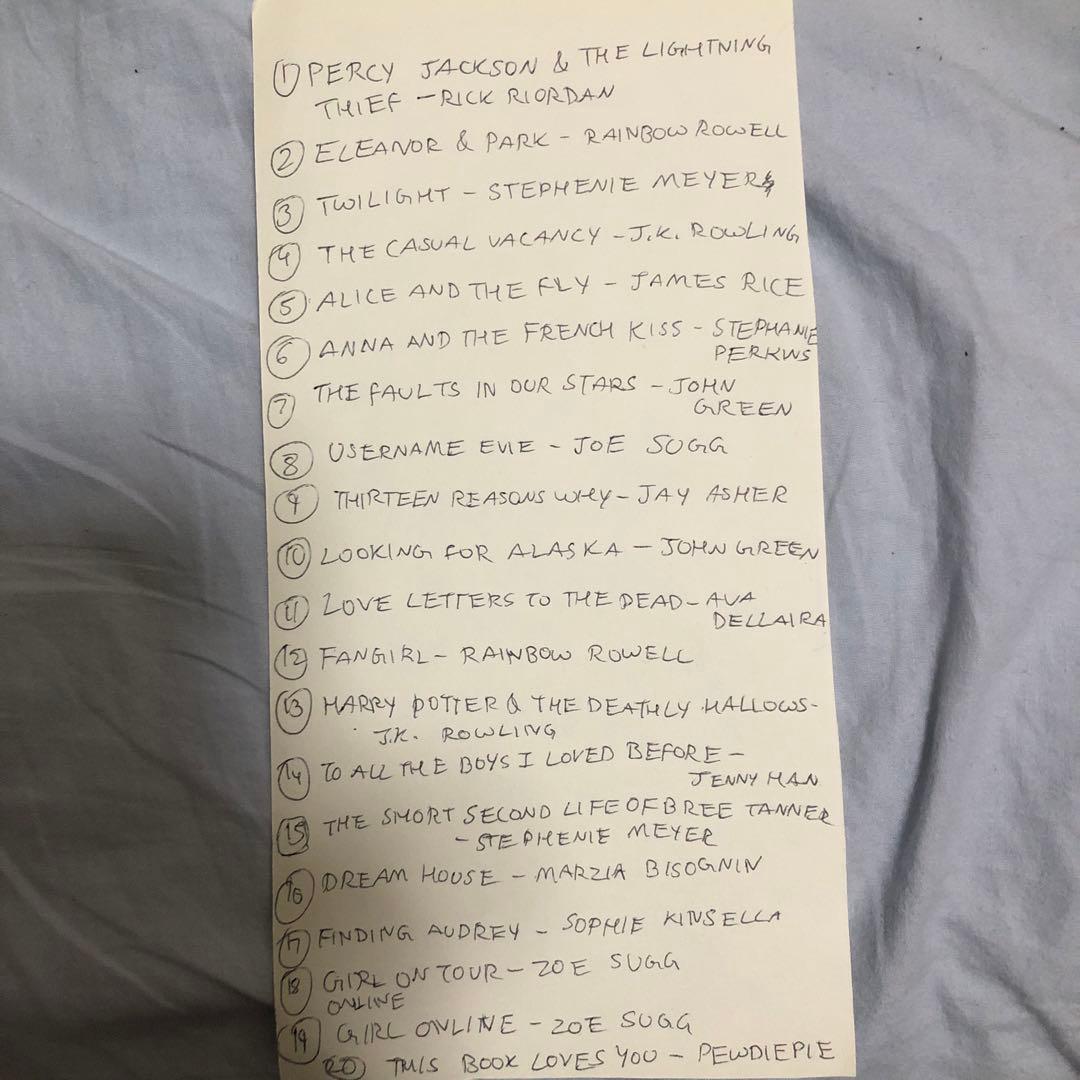 1 PERCY JACKSON & THE LIGHTNING
THIEF - RICK RIORDAN
2 ELEANOR & PARK - RAINBOW ROWELL
3 TWILIGHT - STEPHENIE MEYER
4 THE CASUAL VACANCY - J.K. ROWLING
5 ALICE AND THE FLY - JAMES RICE
6 ANNA AND THE FRENCH KISS - STEPHANIE
PERKINS
7 THE FAULTS IN OUR STARS - JOHN
GREEN
8 USERNAME EVIE - JOE SUGG
9 THIRTEEN REASONS WHY - JAY ASHER
10 LOOKING FOR ALASKA - JOHN GREEN
11 LOVE LETTERS TO THE DEAD - AVA
DELLAIRA
12 FANGIRL - RAINBOW ROWELL
13 HARRY POTTER & THE DEATHLY HALLOWS -
J.K. ROWLING
14 TO ALL THE BOYS I LOVED BEFORE -
JENNY HAN
15 THE SHORT SECOND LIFE OF BREE TANNER
- STEPHENIE MEYER
16 DREAM HOUSE - MARZIA BISOGNIN
17 FINDING AUDREY - SOPHIE KINSELLA
18 GIRL ON TOUR - ZOE SUGG
ONLINE
19 GIRL ONLINE - ZOE SUGG
20 THIS BOOK LOVES YOU - PEWDIEPIE